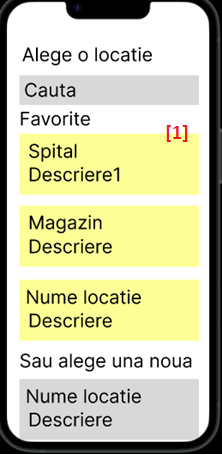 Alege o locatie
Cauta
Favorite
[1]
Spital
Descriere1
Magazin
Descriere
Nume locatie
Descriere
Sau alege una noua
Nume locatie
Descriere